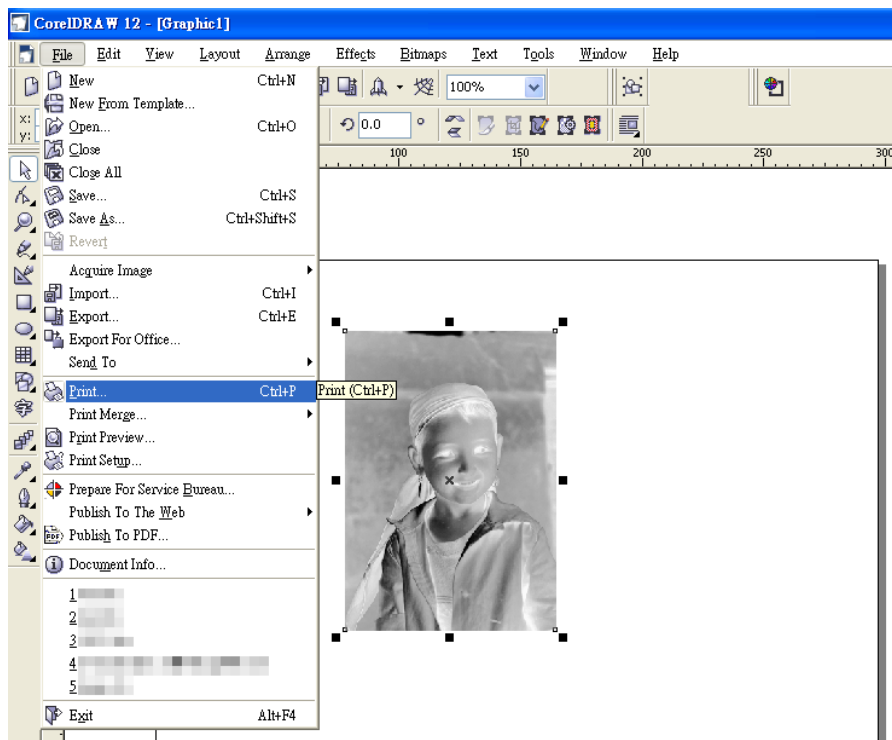 CorelDRAW 12 - [Graphic1]
File Edit View Layout Arrange Effects Bitmaps Text Tools Window Help
New Ctrl+N
100%
New From Template...
x:
y:
Open... Ctrl+O
0.0 °
Close
100 150 200 250 300
Close All
Save... Ctrl+S
Save As... Ctrl+Shift+S
Revert
Acquire Image
Import... Ctrl+I
Export... Ctrl+E
Export For Office...
Send To
Print... Ctrl+P
Print (Ctrl+P)
Print Merge...
Print Preview...
字
Print Setup...
Prepare For Service Bureau...
Publish To The Web
PDF
Publish To PDF...
Document Info...
1
2
3
4
5
Exit Alt+F4